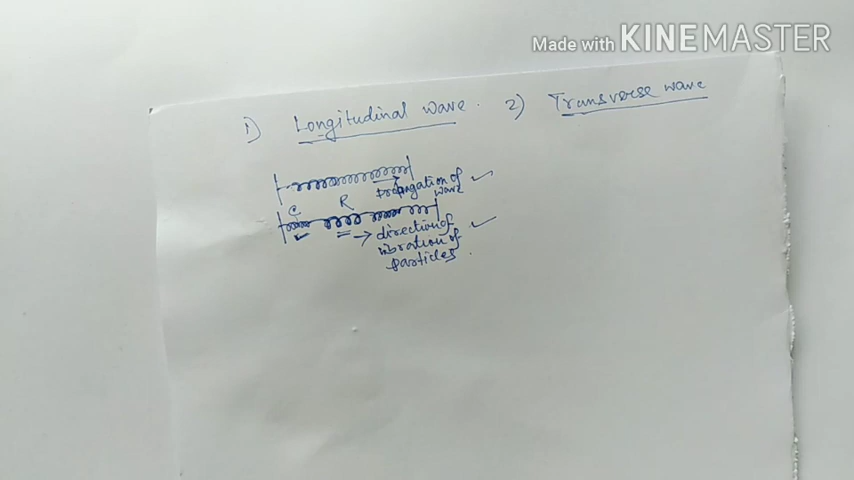 Made with KINEMASTER
1) Longitudinal wave. 2) Transverse wave
Propagation of
wave
C R
direction of
vibration of
particles.